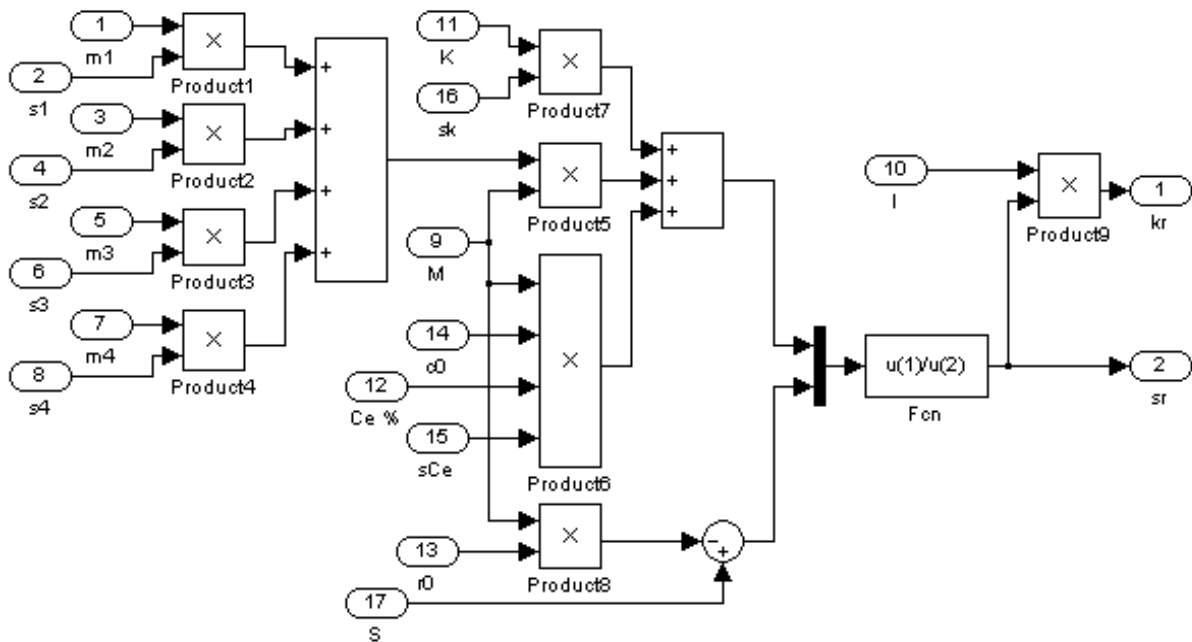 1
m1
2
s1
×
Product1
3
m2
4
s2
×
Product2
5
m3
6
s3
×
Product3
7
m4
8
s4
×
Product4
+
+
+
+
11
K
16
sk
×
Product7
×
Product5
9
M
14
c0
12
Ce %
15
sCe
×
Product6
13
r0
×
Product8
17
S
+
+
+
−
+
u(1)/u(2)
Fcn
10
I
×
Product9
1
kr
2
sr